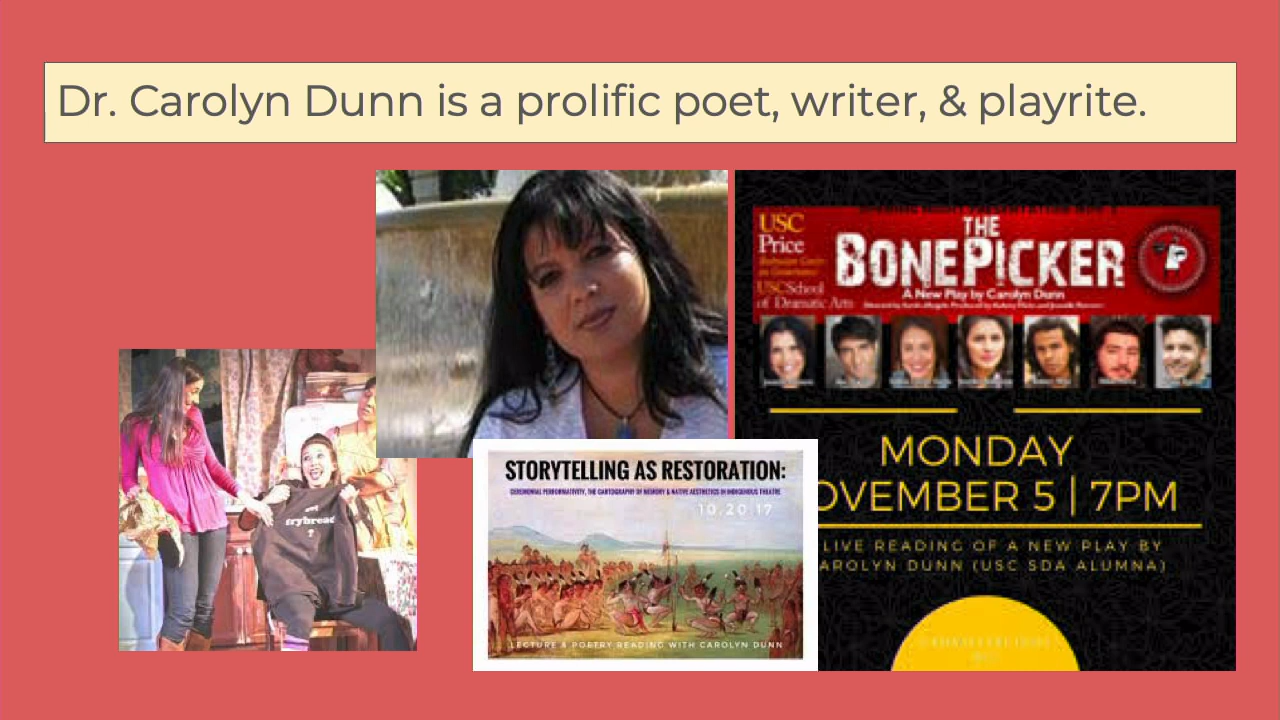 Dr. Carolyn Dunn is a prolific poet, writer, & playrite.
USC
Price
USCSchool
of Dramatic Arts
THE
BONEPICKER
A New Play by Carolyn Dunn
MONDAY
OVEMBER 5 | 7PM
LIVE READING OF A NEW PLAY BY
AROLYN DUNN (USC SDA ALUMNA)
frybread
?
STORYTELLING AS RESTORATION:
CEREMONIAL PERFORMATIVITY, THE CARTOGRAPHY OF MEMORY & NATIVE AESTHETICS IN INDIGENOUS THEATRE
10.20.17
LECTURE & POETRY READING WITH CAROLYN DUNN